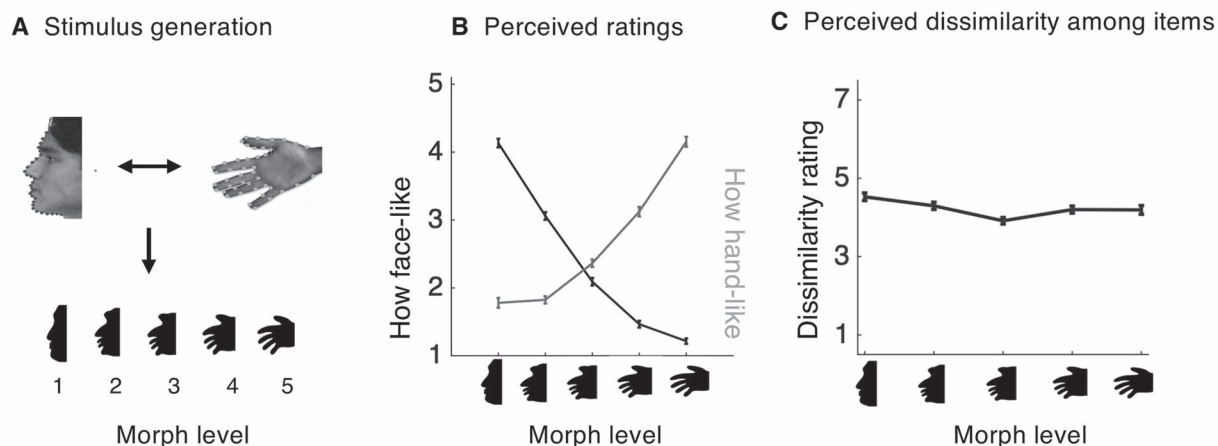 A Stimulus generation
1 2 3 4 5
Morph level
B Perceived ratings
How face-like
5
4
3
2
1
How hand-like
Morph level
C Perceived dissimilarity among items
Dissimilarity rating
7
5
3
1
Morph level